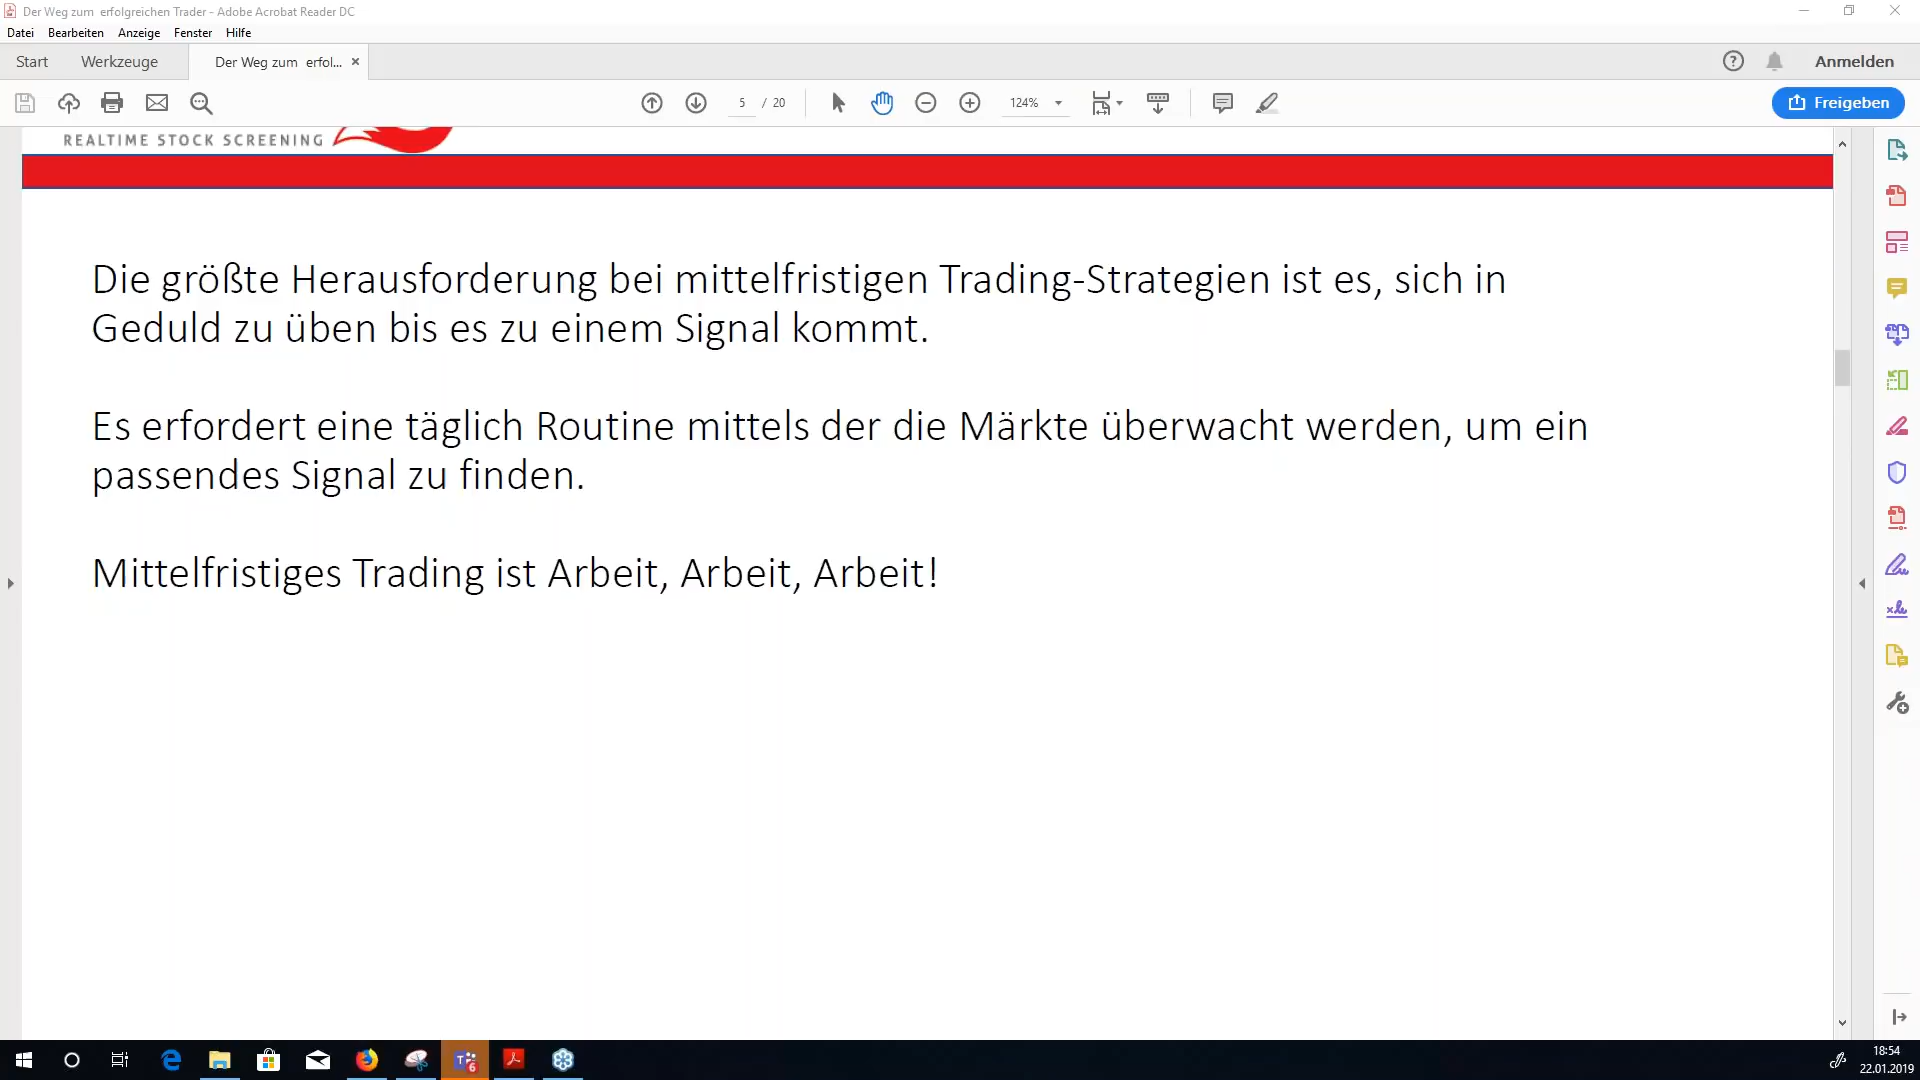 Der Weg zum  erfolgreichen Trader - Adobe Acrobat Reader DC
Datei Bearbeiten Anzeige Fenster Hilfe
Start Werkzeuge Der Weg zum  erfol... × Anmelden
5 / 20 124% Freigeben
REALTIME STOCK SCREENING
Die größte Herausforderung bei mittelfristigen Trading-Strategien ist es, sich in
Geduld zu üben bis es zu einem Signal kommt.
Es erfordert eine täglich Routine mittels der die Märkte überwacht werden, um ein
passendes Signal zu finden.
Mittelfristiges Trading ist Arbeit, Arbeit, Arbeit!
18:54
22.01.2019